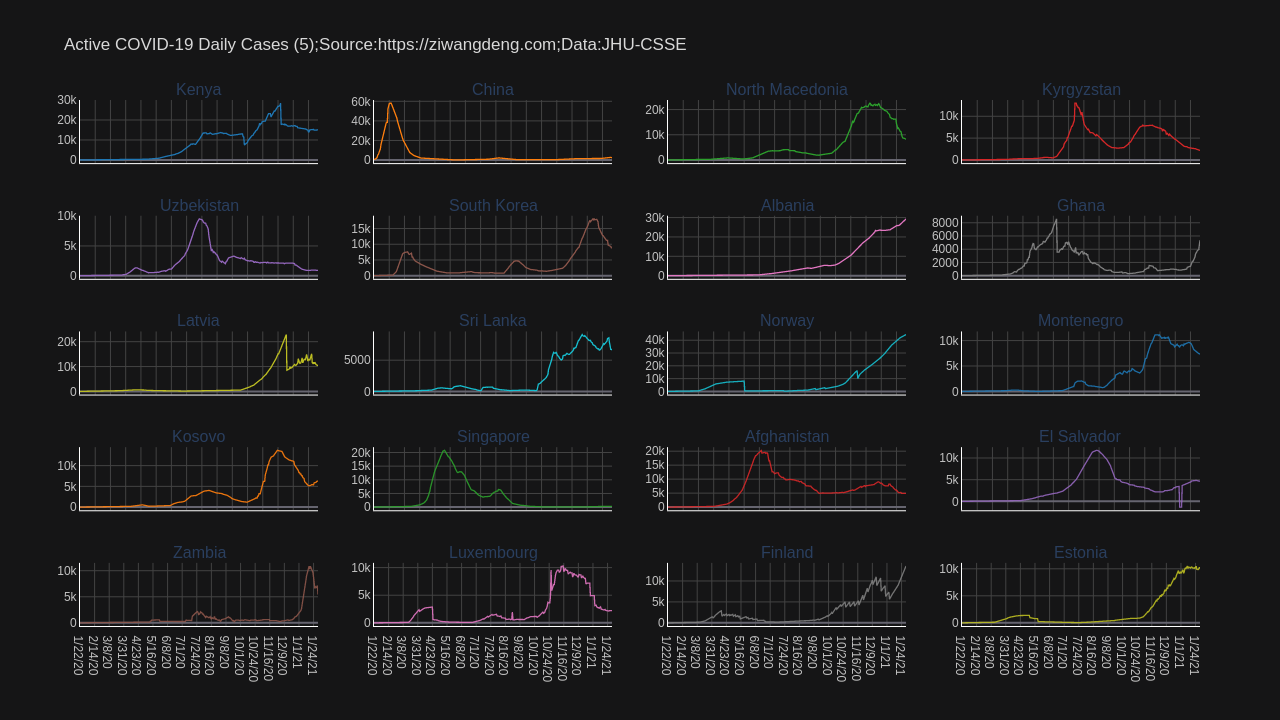 Active COVID-19 Daily Cases (5);Source:https://ziwangdeng.com;Data:JHU-CSSE
Kenya China North Macedonia Kyrgyzstan
30k 20k 10k 0
60k 40k 20k 0
20k 10k 0
10k 5k 0
Uzbekistan South Korea Albania Ghana
10k 5k 0
15k 10k 5k 0
30k 20k 10k 0
8000 6000 4000 2000 0
Latvia Sri Lanka Norway Montenegro
20k 10k 0
5000 0
40k 30k 20k 10k 0
10k 5k 0
Kosovo Singapore Afghanistan El Salvador
10k 5k 0
20k 15k 10k 5k 0
20k 15k 10k 5k 0
10k 5k 0
Zambia Luxembourg Finland Estonia
10k 5k 0
10k 5k 0
10k 5k 0
10k 5k 0
1/22/20 2/14/20 3/8/20 3/31/20 4/23/20 5/16/20 6/8/20 7/1/20 7/24/20 8/16/20 9/8/20 10/1/20 10/24/20 11/16/20 12/9/20 1/1/21 1/24/21
1/22/20 2/14/20 3/8/20 3/31/20 4/23/20 5/16/20 6/8/20 7/1/20 7/24/20 8/16/20 9/8/20 10/1/20 10/24/20 11/16/20 12/9/20 1/1/21 1/24/21
1/22/20 2/14/20 3/8/20 3/31/20 4/23/20 5/16/20 6/8/20 7/1/20 7/24/20 8/16/20 9/8/20 10/1/20 10/24/20 11/16/20 12/9/20 1/1/21 1/24/21
1/22/20 2/14/20 3/8/20 3/31/20 4/23/20 5/16/20 6/8/20 7/1/20 7/24/20 8/16/20 9/8/20 10/1/20 10/24/20 11/16/20 12/9/20 1/1/21 1/24/21